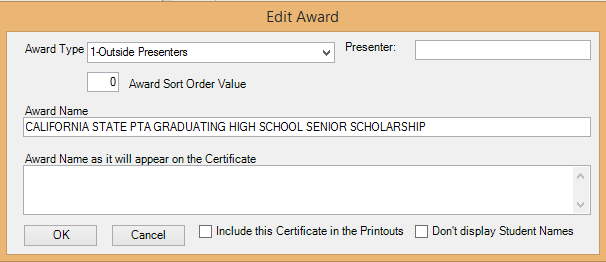 Edit Award
Award Type 1-Outside Presenters Presenter:
0 Award Sort Order Value
Award Name
CALIFORNIA STATE PTA GRADUATING HIGH SCHOOL SENIOR SCHOLARSHIP
Award Name as it will appear on the Certificate
OK Cancel Include this Certificate in the Printouts Don't display Student Names